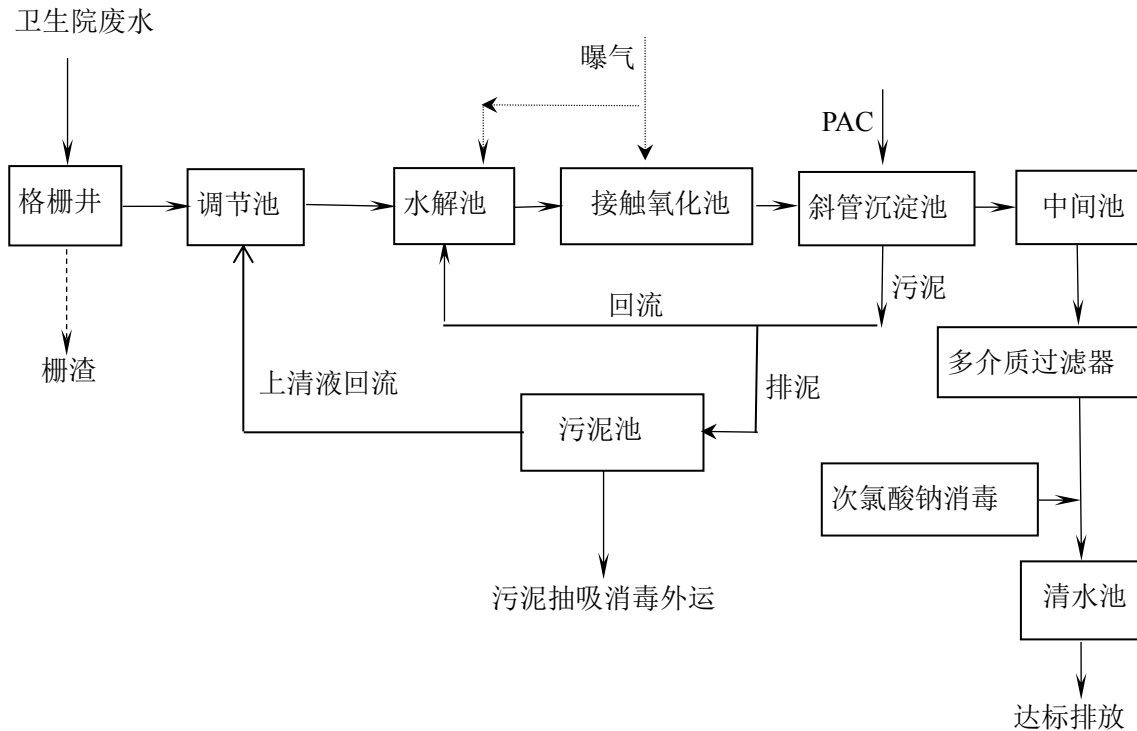 卫生院废水
曝气
PAC
格栅井
调节池
水解池
接触氧化池
斜管沉淀池
中间池
回流
污泥
栅渣
上清液回流
排泥
多介质过滤器
污泥池
次氯酸钠消毒
污泥抽吸消毒外运
清水池
达标排放